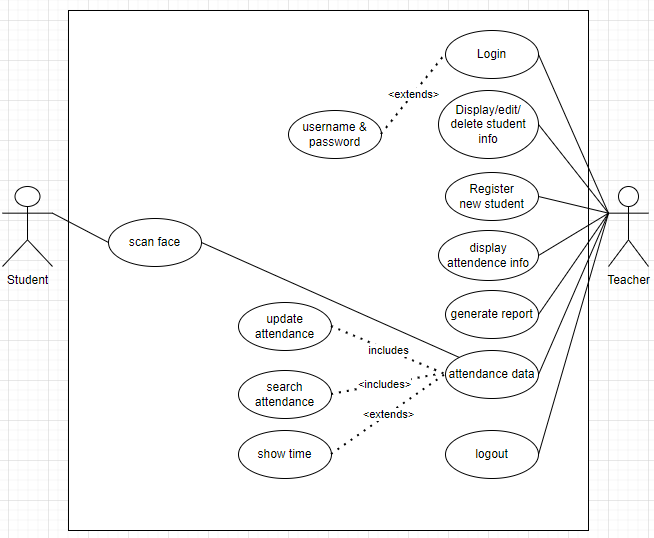 Login
<extends>
username &
password
Display/edit/
delete student
info
Register
new student
Student
scan face
display
attendence info
Teacher
generate report
update
attendance
includes
attendance data
search
attendance
<includes>
<extends>
show time
logout